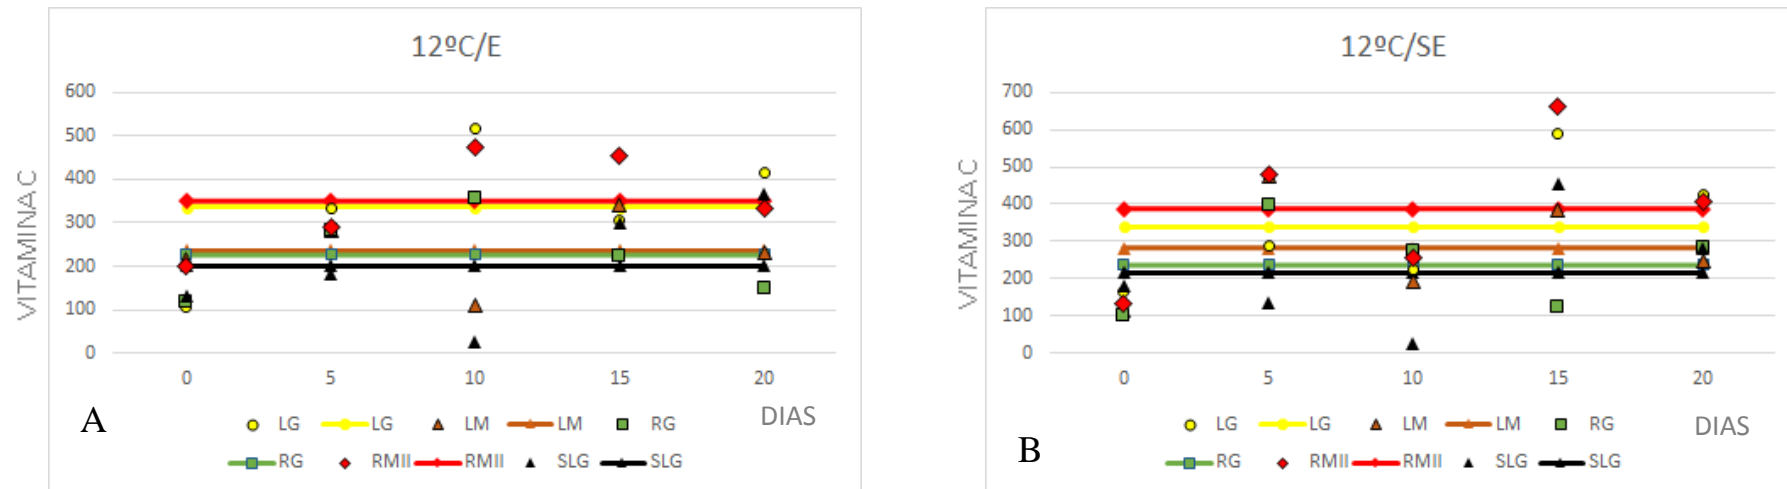 12ºC/E
600
500
400
300
200
100
0
VITAMINA C
0 5 10 15 20
DIAS
LG LG LM LM RG
RG RMII RMII SLG SLG
A
12ºC/SE
700
600
500
400
300
200
100
0
VITAMINA C
0 5 10 15 20
DIAS
LG LG LM LM RG
RG RMII RMII SLG SLG
B